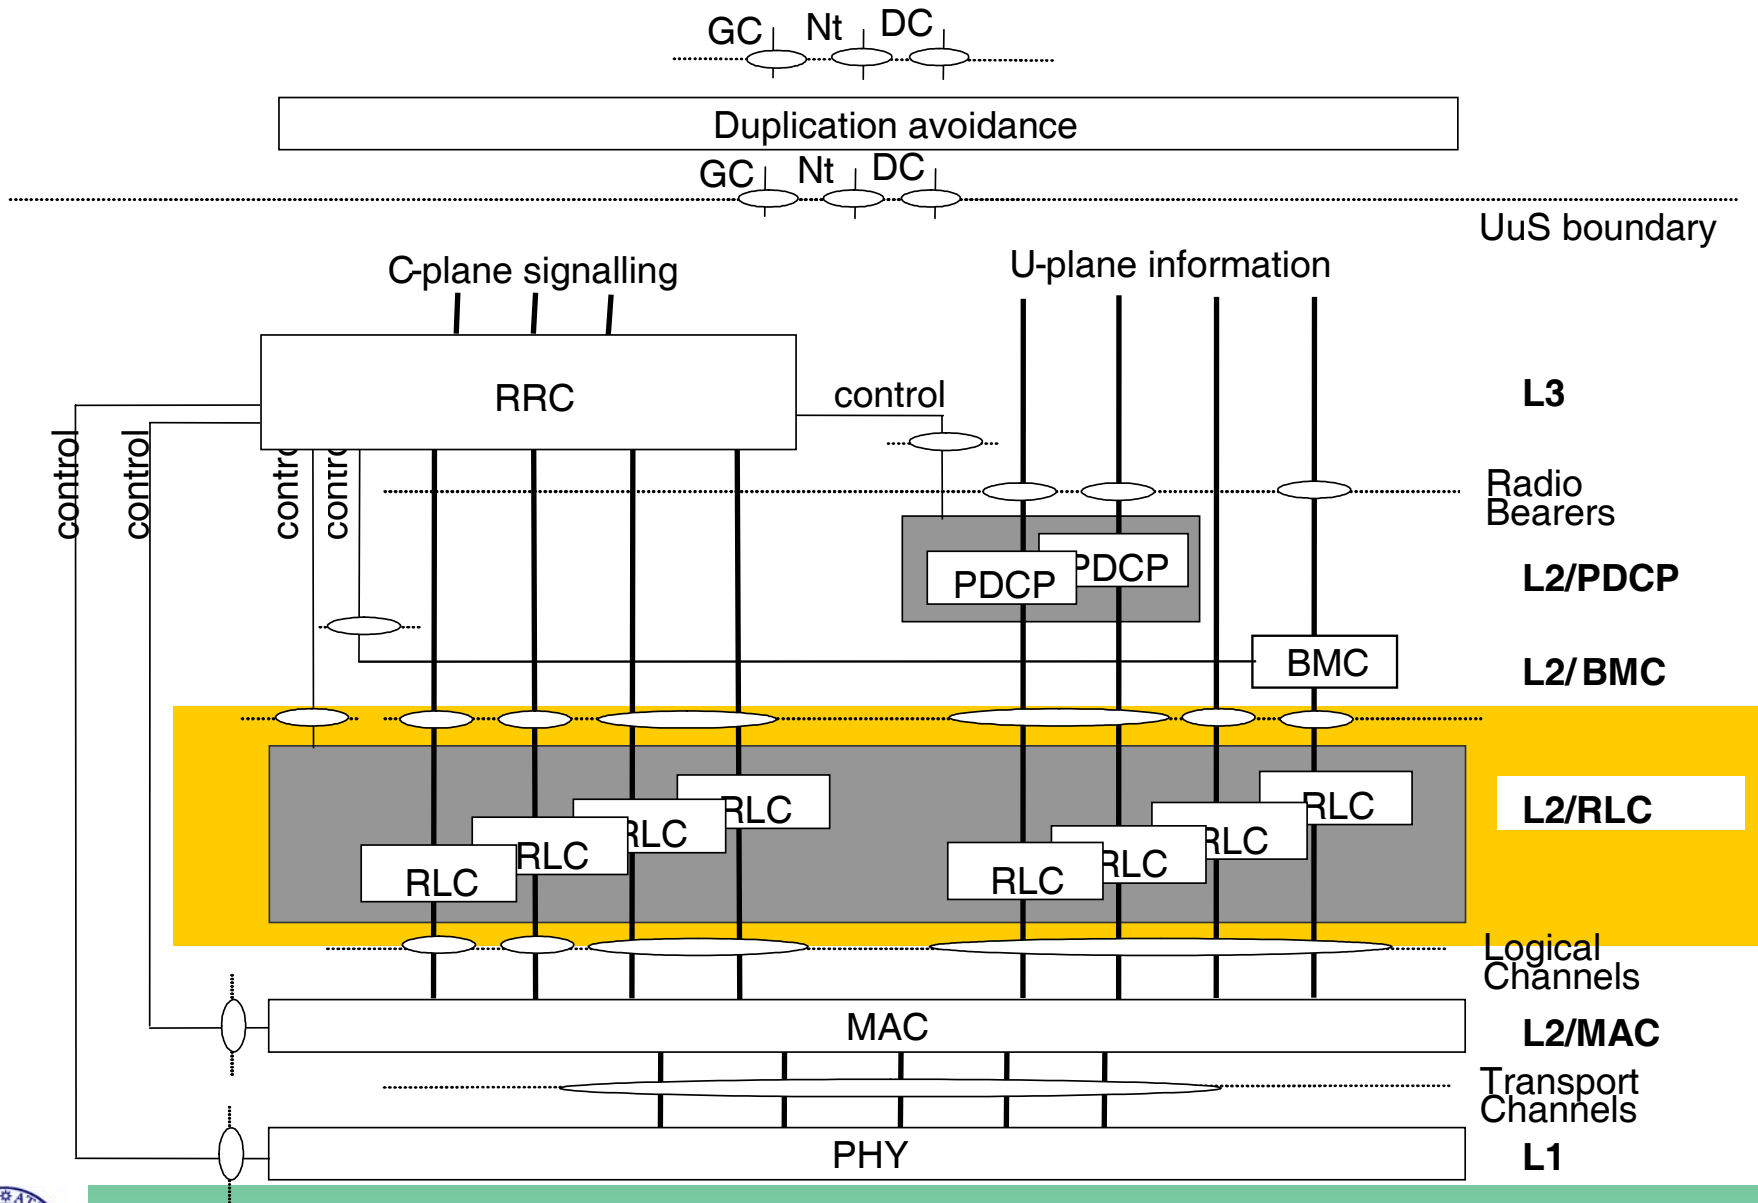 GC Nt DC
Duplication avoidance
GC Nt DC
UuS boundary
C-plane signalling
U-plane information
RRC
control
L3
control
control
contro
contro
Radio
Bearers
PDCP
PDCP
L2/PDCP
BMC
L2/BMC
RLC
RLC
RLC
RLC
RLC
RLC
RLC
RLC
L2/RLC
Logical
Channels
MAC
L2/MAC
Transport
Channels
PHY
L1